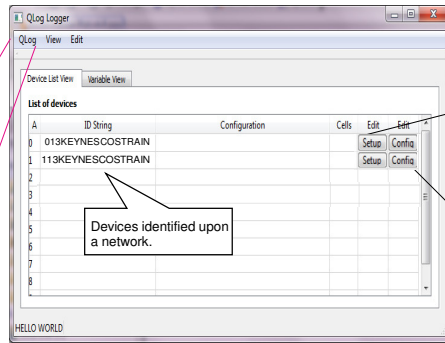 QLog Logger
QLog View Edit
Device List View Variable View
List of devices
A ID String Configuration Cells Edit Edit
0 013KEYNESCOSTRAIN Setup Config
1 113KEYNESCOSTRAIN Setup Config
2
3
4
5
6
7
8
Devices identified upon
a network.
HELLO WORLD